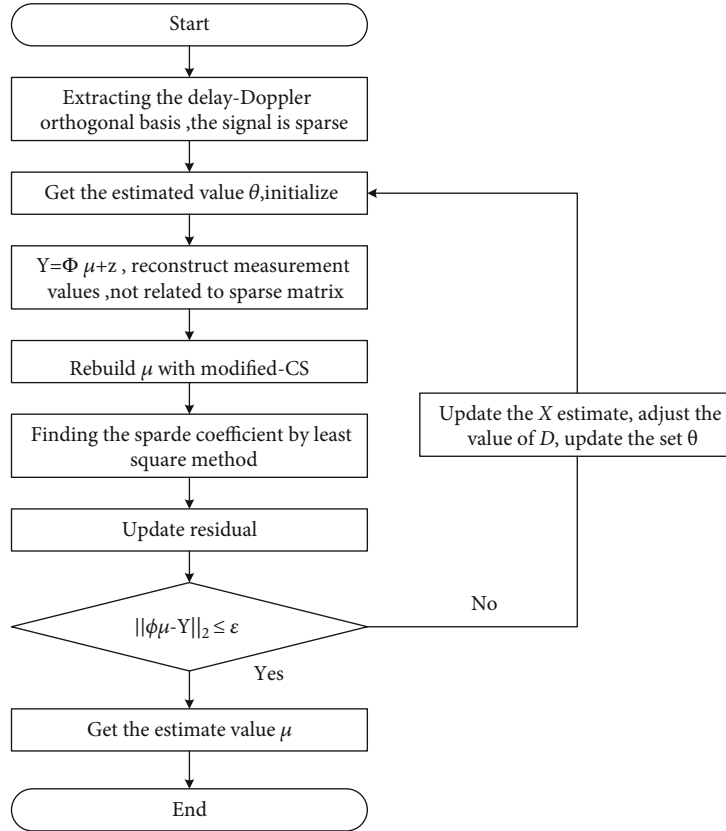 Start
Extracting the delay-Doppler
orthogonal basis ,the signal is sparse
Get the estimated value θ,initialize
Y=Φ μ+z , reconstruct measurement
values ,not related to sparse matrix
Rebuild μ with modified-CS
Finding the sparde coefficient by least
square method
Update residual
||ϕμ-Y||₂ ≤ ε
No
Yes
Update the X estimate, adjust the
value of D, update the set θ
Get the estimate value μ
End